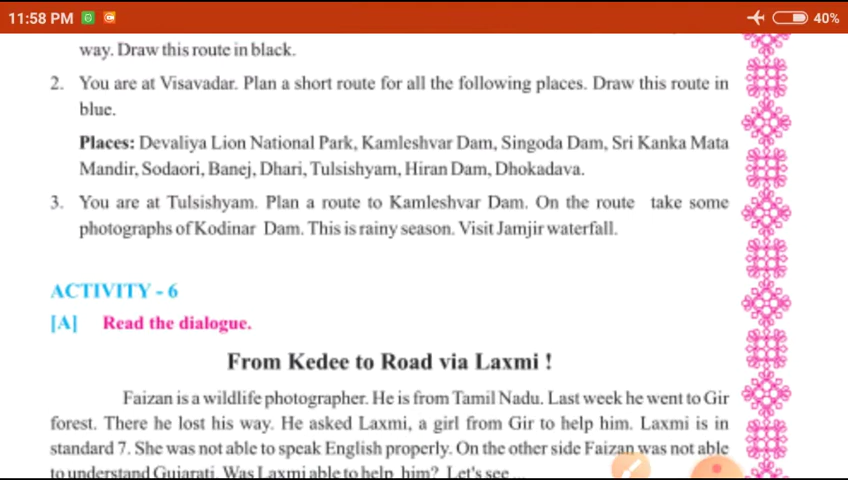 11:58 PM
40%
way. Draw this route in black.
2. You are at Visavadar. Plan a short route for all the following places. Draw this route in
blue.
Places: Devaliya Lion National Park, Kamleshvar Dam, Singoda Dam, Sri Kanka Mata
Mandir, Sodaori, Banej, Dhari, Tulsishyam, Hiran Dam, Dhokadava.
3. You are at Tulsishyam. Plan a route to Kamleshvar Dam. On the route take some
photographs of Kodinar Dam. This is rainy season. Visit Jamjir waterfall.
ACTIVITY - 6
[A] Read the dialogue.
From Kedee to Road via Laxmi !
Faizan is a wildlife photographer. He is from Tamil Nadu. Last week he went to Gir
forest. There he lost his way. He asked Laxmi, a girl from Gir to help him. Laxmi is in
standard 7. She was not able to speak English properly. On the other side Faizan was not able
to understand Gujarati. Was Laxmi able to help him? Let's see ...